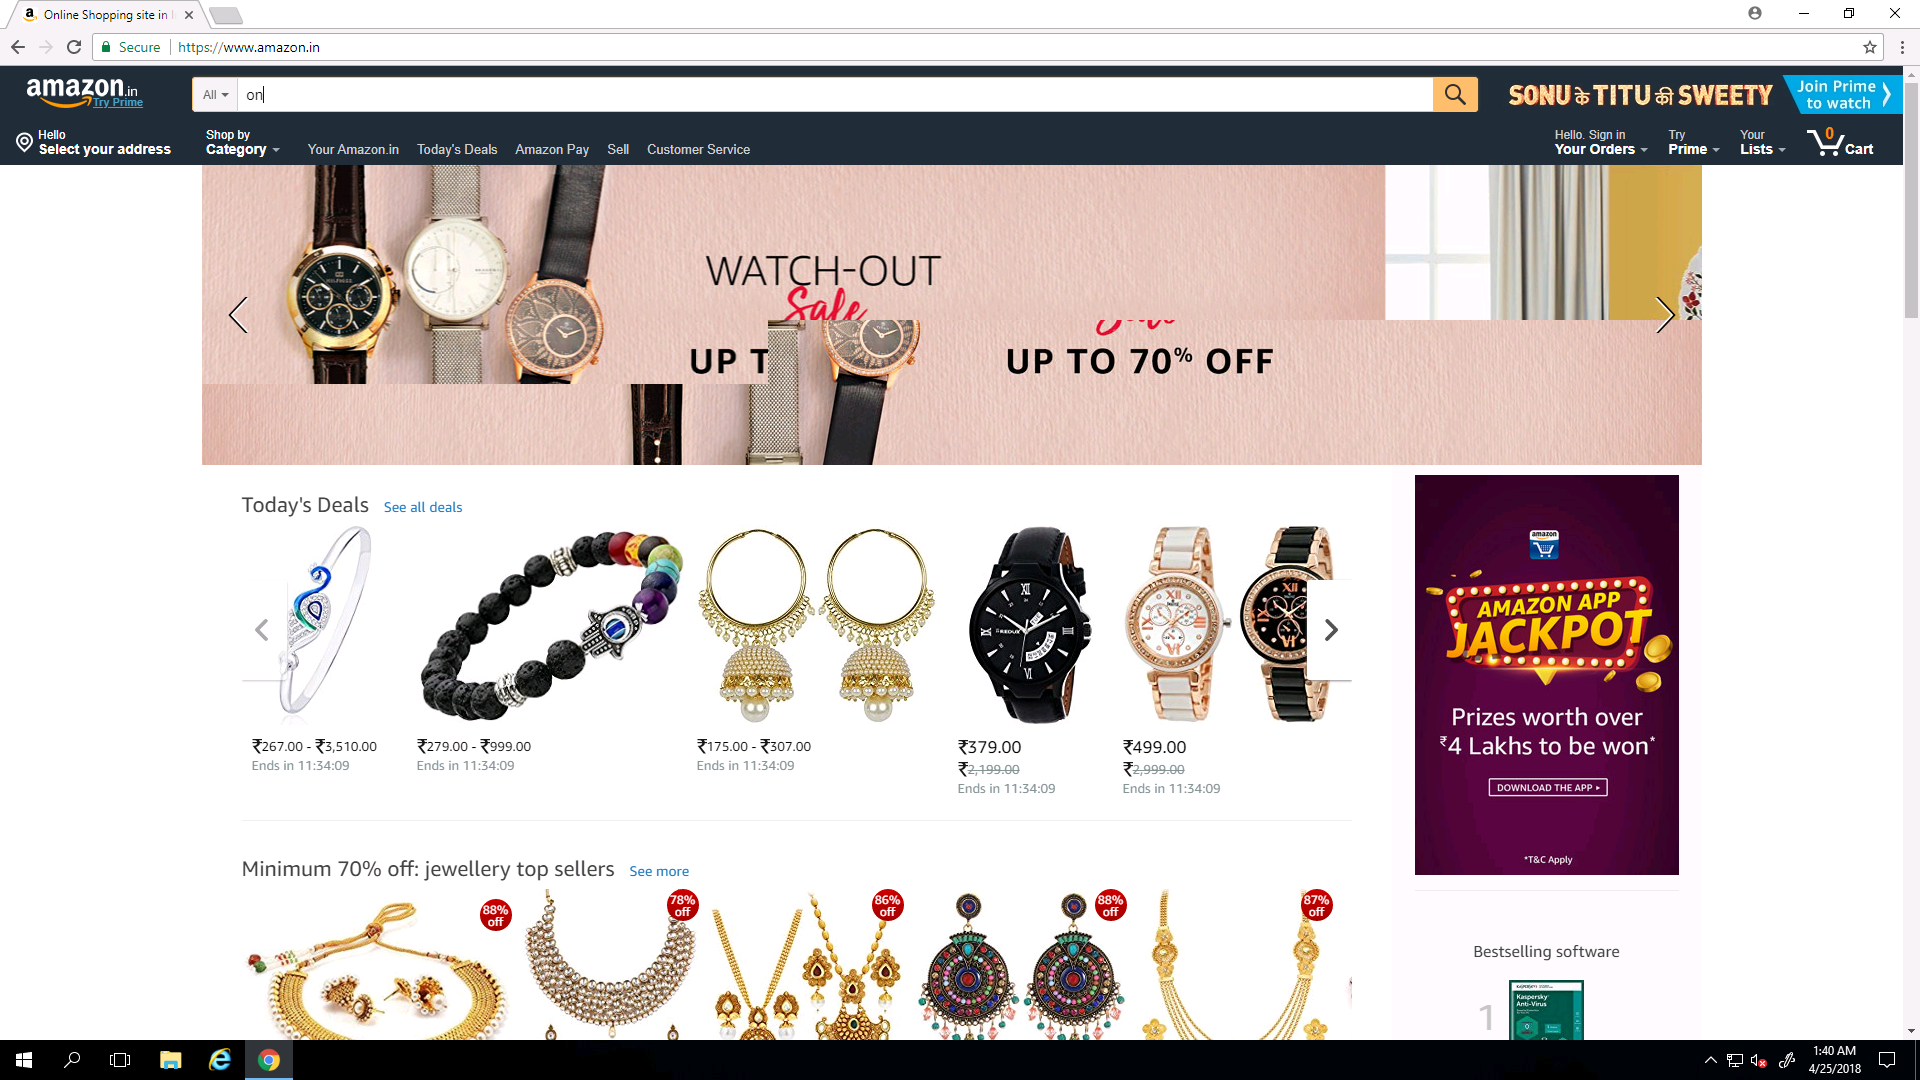 Online Shopping site in
Secure
https://www.amazon.in
amazon.in
Try Prime
All
on
SONU के TITU की SWEETY
Join Prime
to watch
Hello
Select your address
Shop by
Category
Your Amazon.in
Today's Deals
Amazon Pay
Sell
Customer Service
Hello. Sign in
Your Orders
Try
Prime
Your
Lists
0
Cart
WATCH-OUT
Sale
UP T
UP TO 70% OFF
Today's Deals
See all deals
₹267.00 - ₹3,510.00
Ends in 11:34:09
₹279.00 - ₹999.00
Ends in 11:34:09
₹175.00 - ₹307.00
Ends in 11:34:09
₹379.00
₹2,199.00
Ends in 11:34:09
₹499.00
₹2,999.00
Ends in 11:34:09
amazon
AMAZON APP
JACKPOT
Prizes worth over
₹4 Lakhs to be won*
DOWNLOAD THE APP ▸
*T&C Apply
Minimum 70% off: jewellery top sellers
See more
88%
off
78%
off
86%
off
88%
off
87%
off
Bestselling software
1
Kaspersky
Anti-Virus
1:40 AM
4/25/2018